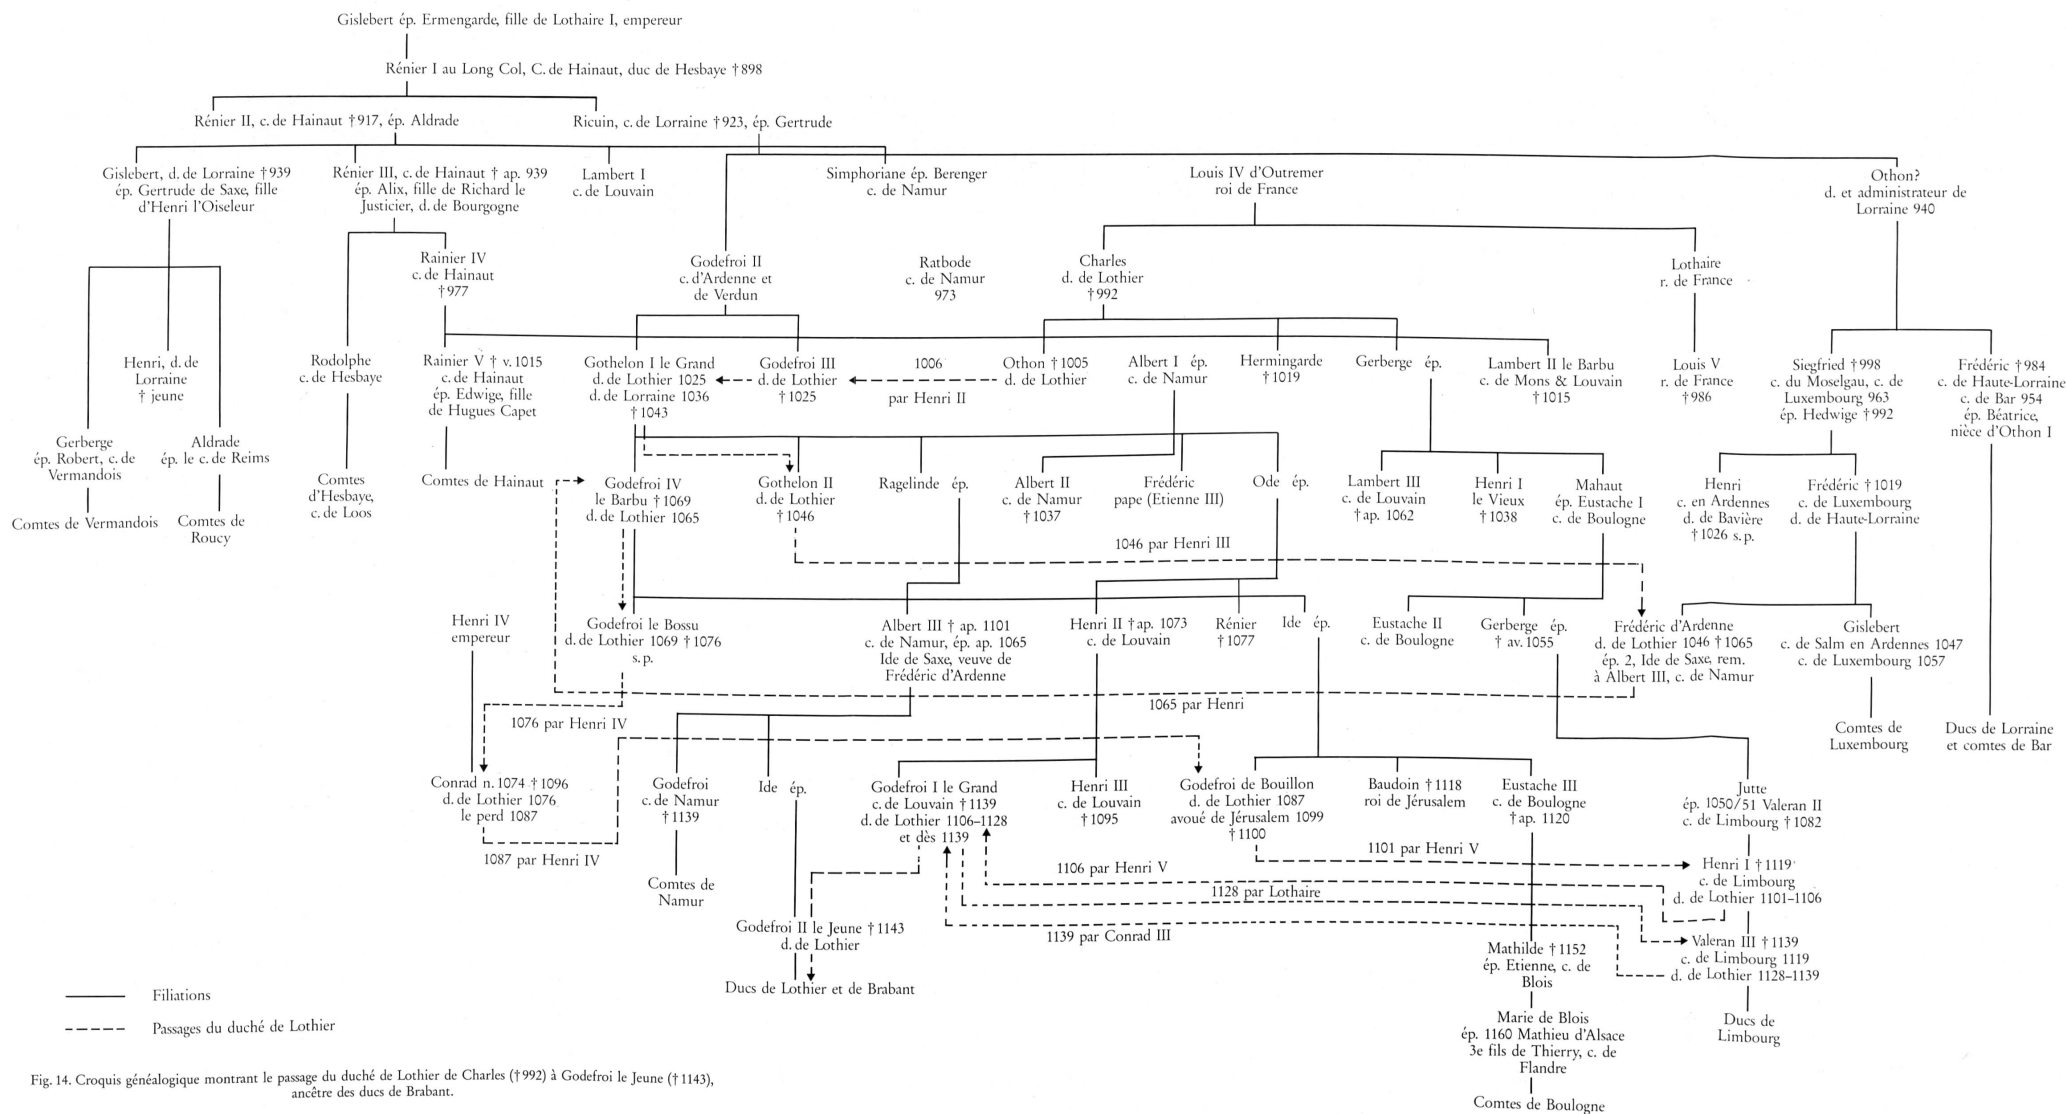 Gislebert ép. Ermengarde, fille de Lothaire I, empereur
Rénier I au Long Col, C. de Hainaut, duc de Hesbaye †898
Rénier II, c. de Hainaut †917, ép. Aldrade
Ricuin, c. de Lorraine †923, ép. Gertrude
Gislebert, d. de Lorraine †939
ép. Gertrude de Saxe, fille
d'Henri l'Oiseleur
Rénier III, c. de Hainaut † ap. 939
ép. Alix, fille de Richard le
Justicier, d. de Bourgogne
Lambert I
c. de Louvain
Simphoriane ép. Berenger
c. de Namur
Louis IV d'Outremer
roi de France
Othon?
d. et administrateur de
Lorraine 940
Rainier IV
c. de Hainaut
†977
Godefroi II
c. d'Ardenne et
de Verdun
Ratbode
c. de Namur
973
Charles
d. de Lothier
†992
Lothaire
r. de France
Henri, d. de
Lorraine
† jeune
Rodolphe
c. de Hesbaye
Rainier V † v. 1015
c. de Hainaut
ép. Edwige, fille
de Hugues Capet
Gothelon I le Grand
d. de Lothier 1025
d. de Lorraine 1036
†1043
Godefroi III
d. de Lothier
†1025
1006
par Henri II
Othon †1005
d. de Lothier
Albert I ép.
c. de Namur
Hermingarde
†1019
Gerberge ép.
Lambert II le Barbu
c. de Mons & Louvain
†1015
Louis V
r. de France
†986
Siegfried †998
c. du Moselgau, c. de
Luxembourg 963
ép. Hedwige †992
Frédéric †984
c. de Haute-Lorraine
c. de Bar 954
ép. Béatrice,
nièce d'Othon I
Gerberge
ép. Robert, c. de
Vermandois
Aldrade
ép. le c. de Reims
Comtes de Vermandois
Comtes de
Roucy
Comtes
d'Hesbaye,
c. de Loos
Comtes de Hainaut
Godefroi IV
le Barbu †1069
d. de Lothier 1065
Gothelon II
d. de Lothier
†1046
Ragelinde ép.
Albert II
c. de Namur
†1037
Frédéric
pape (Etienne III)
Ode ép.
Lambert III
c. de Louvain
†ap. 1062
Henri I
le Vieux
†1038
Mahaut
ép. Eustache I
c. de Boulogne
Henri
c. en Ardennes
d. de Bavière
†1026 s.p.
Frédéric †1019
c. de Luxembourg
d. de Haute-Lorraine
1046 par Henri III
Henri IV
empereur
Godefroi le Bossu
d. de Lothier 1069 †1076
s.p.
Albert III † ap. 1101
c. de Namur, ép. ap. 1065
Ide de Saxe, veuve de
Frédéric d'Ardenne
Henri II †ap. 1073
c. de Louvain
Rénier
†1077
Ide ép.
Eustache II
c. de Boulogne
Gerberge ép.
† av. 1055
Frédéric d'Ardenne
d. de Lothier 1046 †1065
ép. 2, Ide de Saxe, rem.
à Albert III, c. de Namur
Gislebert
c. de Salm en Ardennes 1047
c. de Luxembourg 1057
1065 par Henri
1076 par Henri IV
Comtes de
Luxembourg
Ducs de Lorraine
et comtes de Bar
Conrad n. 1074 †1096
d. de Lothier 1076
le perd 1087
Godefroi
c. de Namur
†1139
Ide ép.
Godefroi I le Grand
c. de Louvain †1139
d. de Lothier 1106–1128
et dès 1139
Henri III
c. de Louvain
†1095
Godefroi de Bouillon
d. de Lothier 1087
avoué de Jérusalem 1099
†1100
Baudoin †1118
roi de Jérusalem
Eustache III
c. de Boulogne
†ap. 1120
Jutte
ép. 1050/51 Valeran II
c. de Limbourg †1082
1087 par Henri IV
1101 par Henri V
1106 par Henri V
1128 par Lothaire
1139 par Conrad III
Henri I †1119
c. de Limbourg
d. de Lothier 1101–1106
Comtes de
Namur
Godefroi II le Jeune †1143
d. de Lothier
Ducs de Lothier et de Brabant
Mathilde †1152
ép. Etienne, c. de
Blois
Valeran III †1139
c. de Limbourg 1119
d. de Lothier 1128–1139
Marie de Blois
ép. 1160 Mathieu d'Alsace
3e fils de Thierry, c. de
Flandre
Ducs de
Limbourg
Comtes de Boulogne
Filiations
Passages du duché de Lothier
Fig. 14. Croquis généalogique montrant le passage du duché de Lothier de Charles (†992) à Godefroi le Jeune (†1143),
ancêtre des ducs de Brabant.